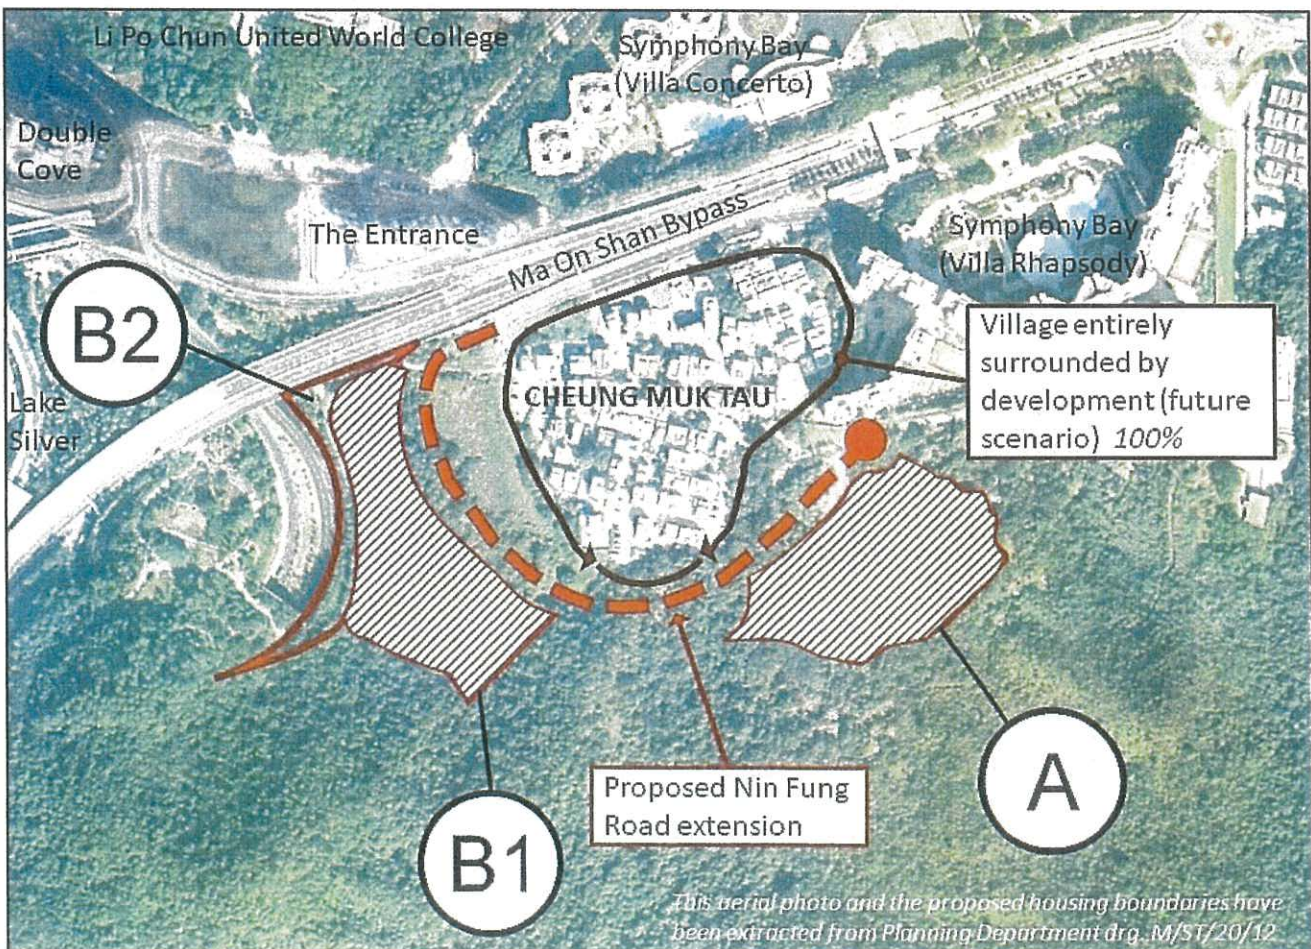 Li Po Chun United World College
Symphony Bay
(Villa Concerto)
Double
Cove
The Entrance
Ma On Shan Bypass
Symphony Bay
(Villa Rhapsody)
B2
Village entirely
surrounded by
development (future
scenario) 100%
Lake
Silver
CHEUNG MUK TAU
Proposed Nin Fung
Road extension
A
B1
This aerial photo and the proposed housing boundaries have
been extracted from Planning Department drg. M/ST/20/12